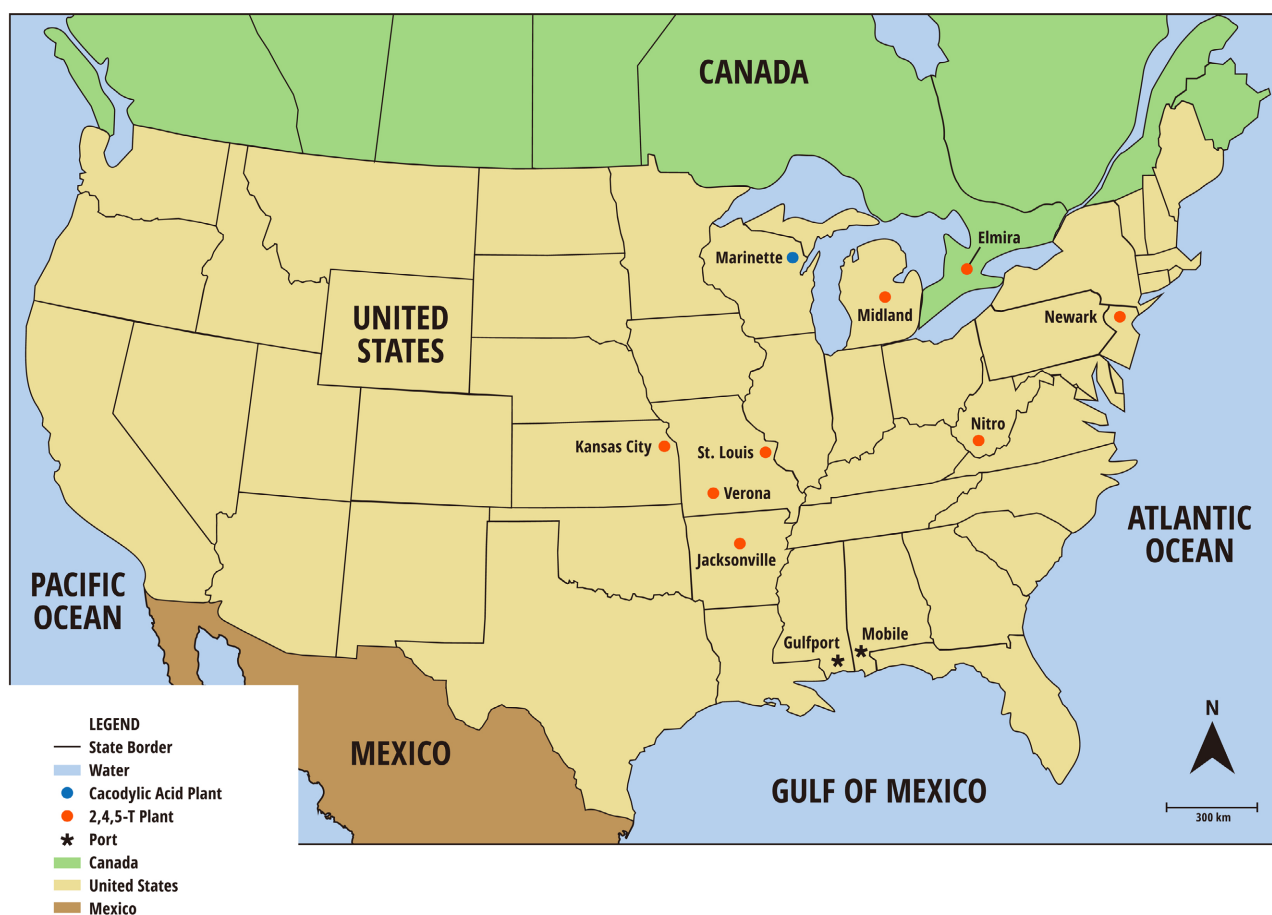 CANADA
Elmira
Marinette
Midland
UNITED
STATES
Newark
Nitro
Kansas City
St. Louis
Verona
ATLANTIC
OCEAN
Jacksonville
PACIFIC
OCEAN
Mobile
Gulfport
N
MEXICO
GULF OF MEXICO
300 km
LEGEND
State Border
Water
Cacodylic Acid Plant
2,4,5-T Plant
Port
Canada
United States
Mexico